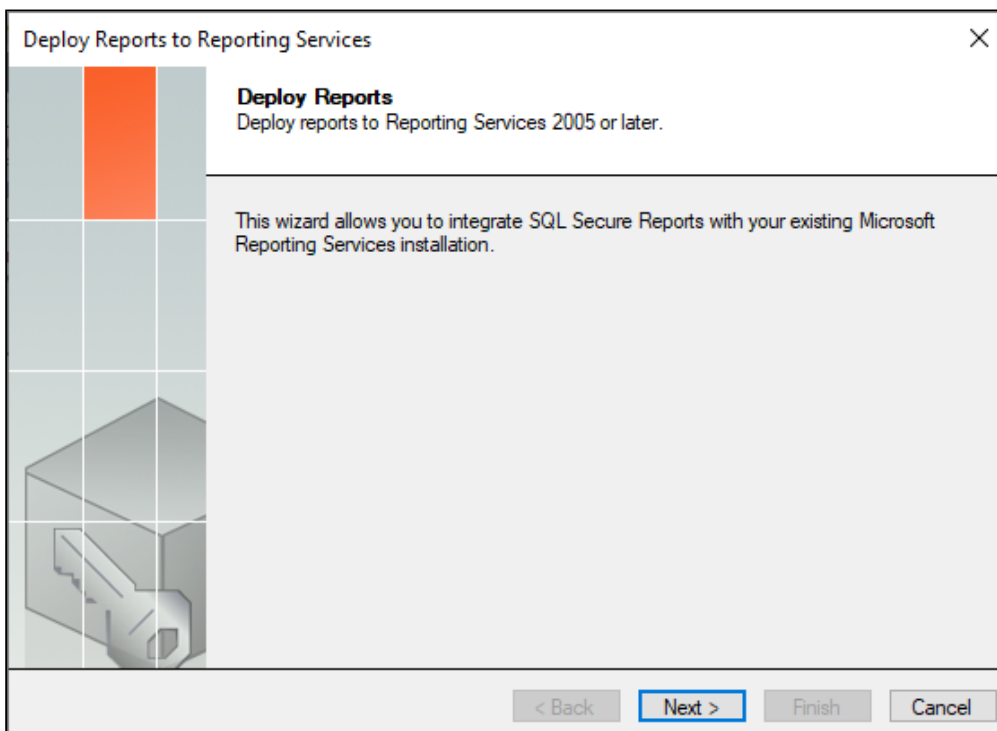 Deploy Reports to Reporting Services
Deploy Reports
Deploy reports to Reporting Services 2005 or later.
This wizard allows you to integrate SQL Secure Reports with your existing Microsoft
Reporting Services installation.
< Back Next > Finish Cancel